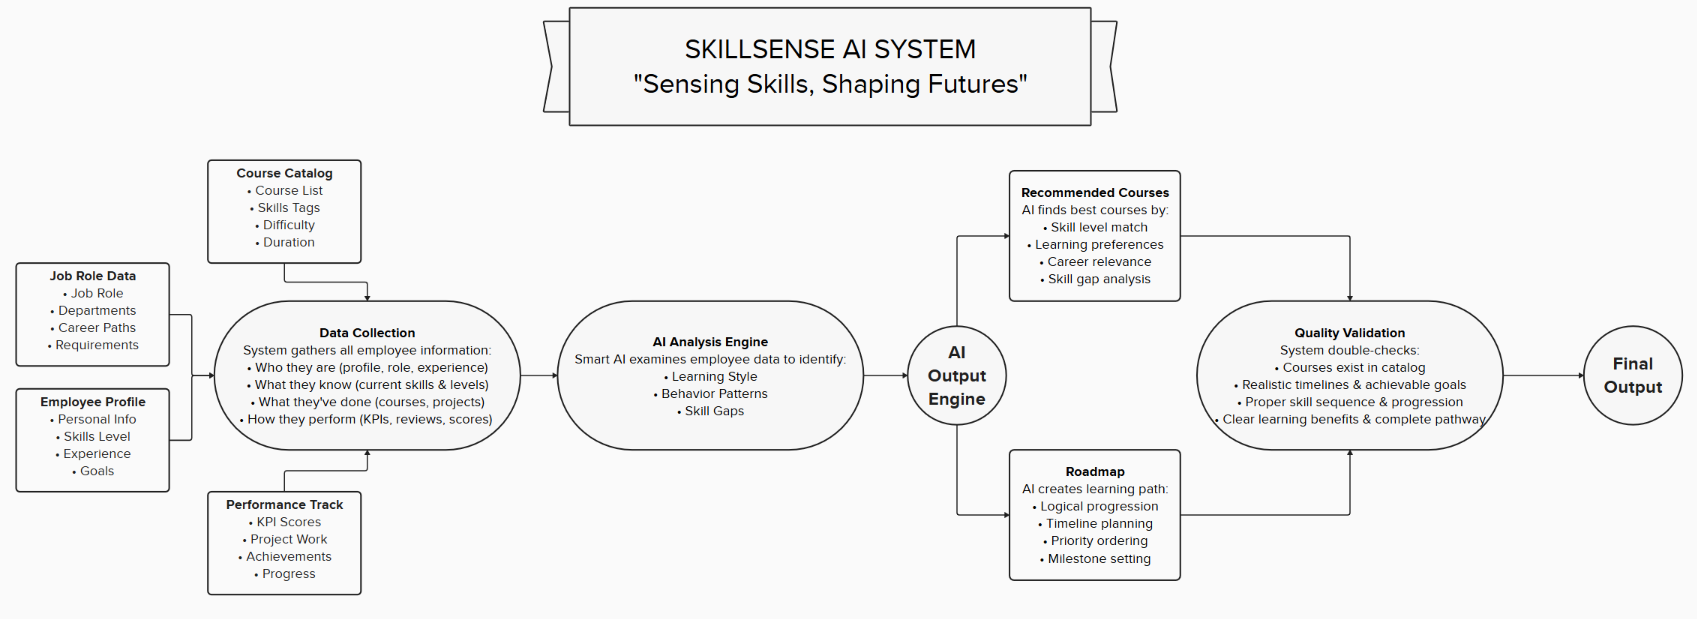 SKILLSENSE AI SYSTEM
"Sensing Skills, Shaping Futures"
Course Catalog
• Course List
• Skills Tags
• Difficulty
• Duration
Job Role Data
• Job Role
• Departments
• Career Paths
• Requirements
Employee Profile
• Personal Info
• Skills Level
• Experience
• Goals
Performance Track
• KPI Scores
• Project Work
• Achievements
• Progress
Data Collection
System gathers all employee information:
• Who they are (profile, role, experience)
• What they know (current skills & levels)
• What they've done (courses, projects)
• How they perform (KPIs, reviews, scores)
AI Analysis Engine
Smart AI examines employee data to identify:
• Learning Style
• Behavior Patterns
• Skill Gaps
AI
Output
Engine
Recommended Courses
AI finds best courses by:
• Skill level match
• Learning preferences
• Career relevance
• Skill gap analysis
Roadmap
AI creates learning path:
• Logical progression
• Timeline planning
• Priority ordering
• Milestone setting
Quality Validation
System double-checks:
• Courses exist in catalog
• Realistic timelines & achievable goals
• Proper skill sequence & progression
• Clear learning benefits & complete pathway
Final
Output